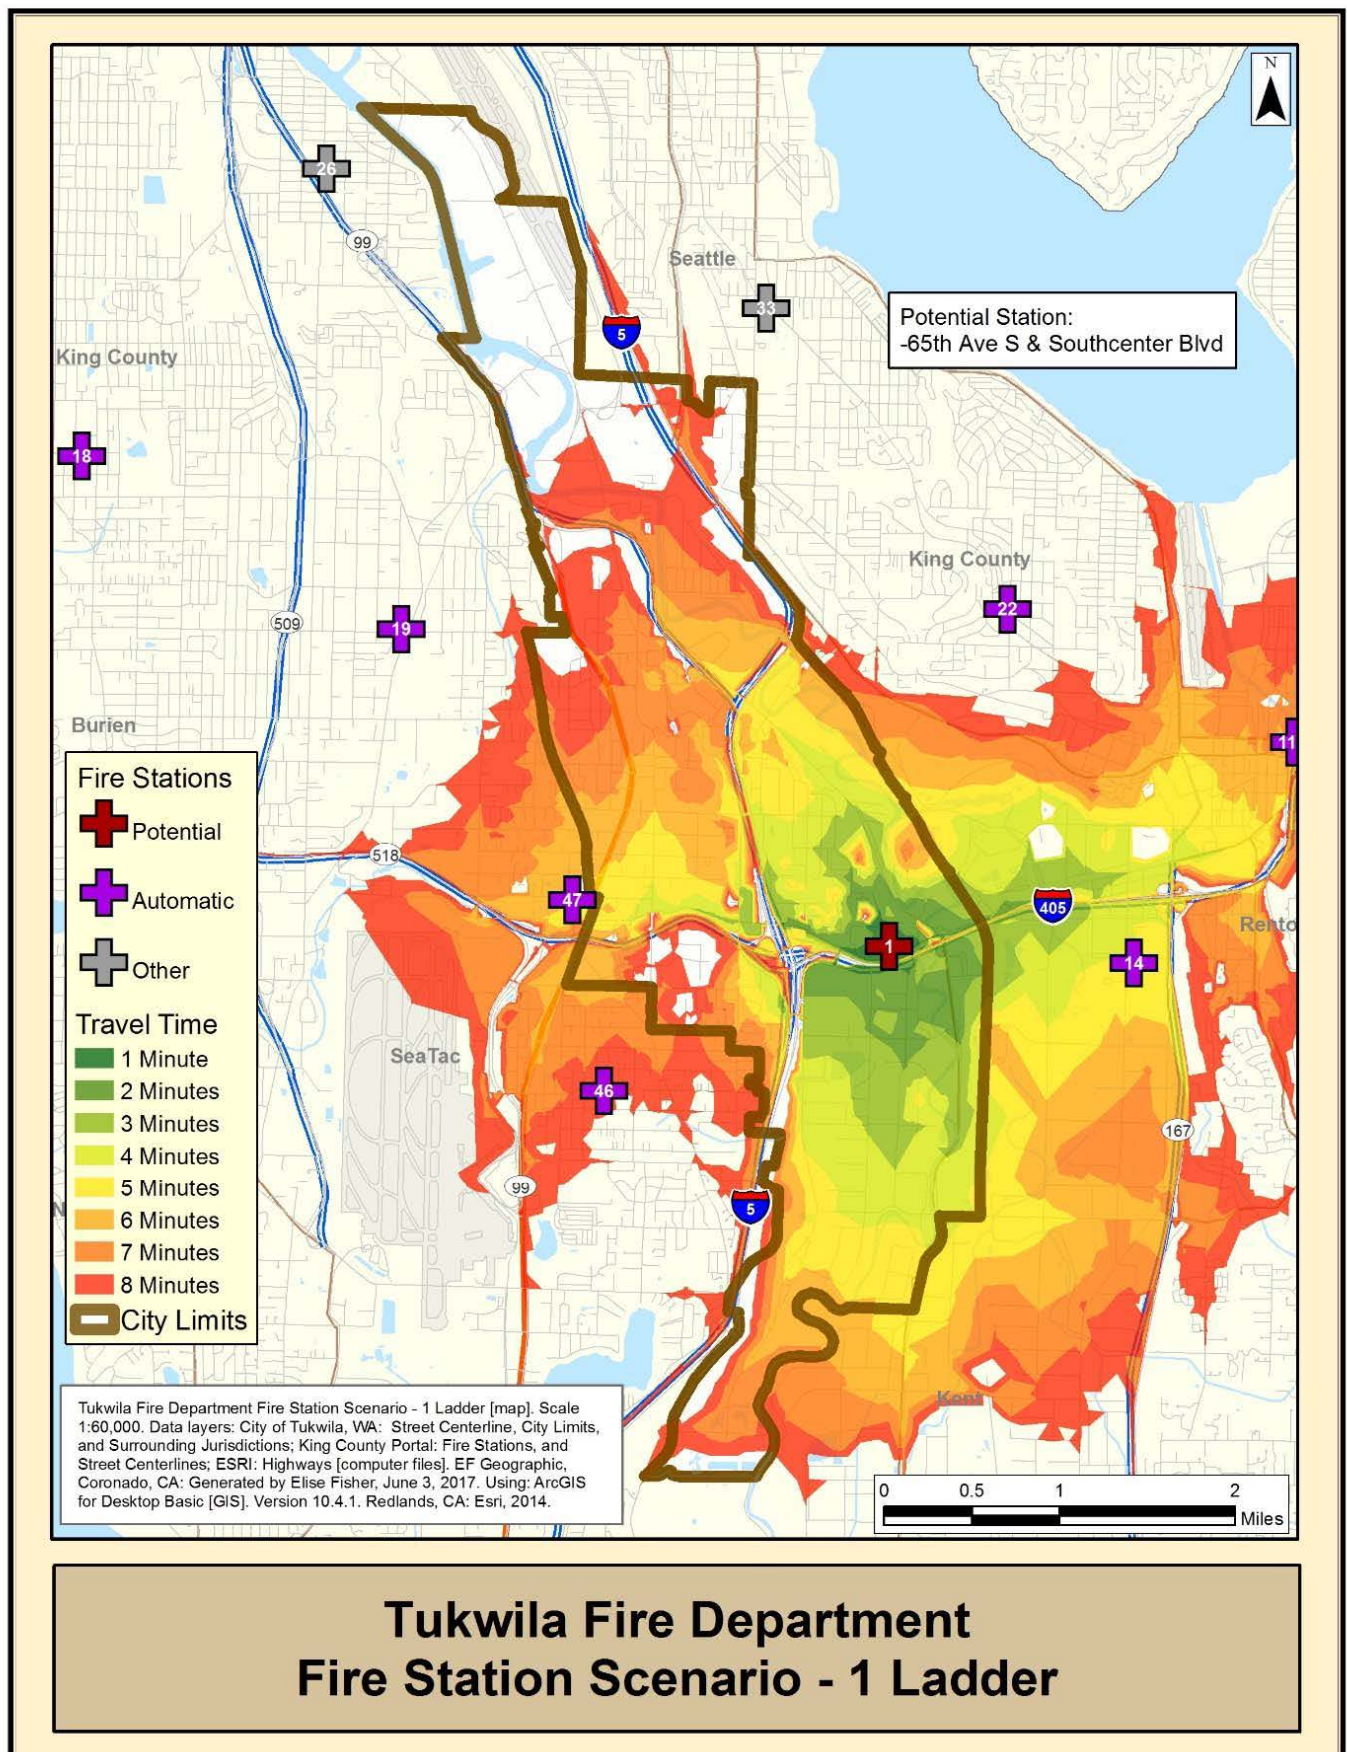 N
26
99
Seattle
33
5
Potential Station:
-65th Ave S & Southcenter Blvd
King County
18
King County
22
19
509
Burien
11
Fire Stations
Potential
Automatic
Other
518
47
405
1
14
Rento
Travel Time
1 Minute
2 Minutes
3 Minutes
4 Minutes
5 Minutes
6 Minutes
7 Minutes
8 Minutes
City Limits
SeaTac
46
167
99
N
5
Kent
Tukwila Fire Department Fire Station Scenario - 1 Ladder [map]. Scale
1:60,000. Data layers: City of Tukwila, WA: Street Centerline, City Limits,
and Surrounding Jurisdictions; King County Portal: Fire Stations, and
Street Centerlines; ESRI: Highways [computer files]. EF Geographic,
Coronado, CA: Generated by Elise Fisher, June 3, 2017. Using: ArcGIS
for Desktop Basic [GIS]. Version 10.4.1. Redlands, CA: Esri, 2014.
0 0.5 1 2
Miles
Tukwila Fire Department
Fire Station Scenario - 1 Ladder